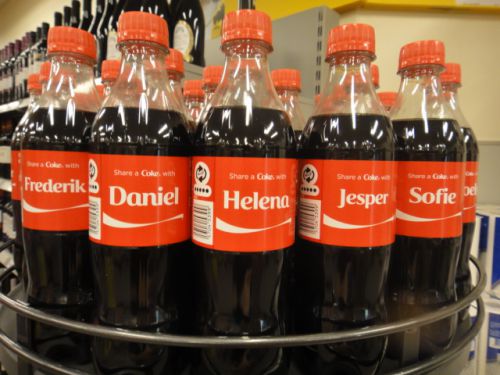 Share a Coke with
Frederik
Share a Coke with
Daniel
Share a Coke with
Helena
Share a Coke with
Jesper
Share a Coke with
Sofie